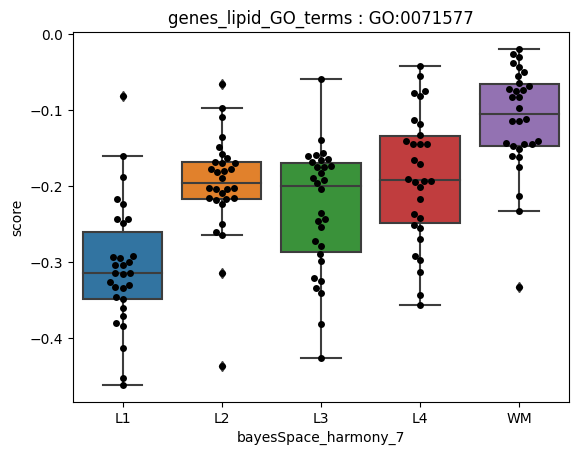 genes_lipid_GO_terms : GO:0071577
0.0
−0.1
−0.2
−0.3
−0.4
score
L1 L2 L3 L4 WM
bayesSpace_harmony_7